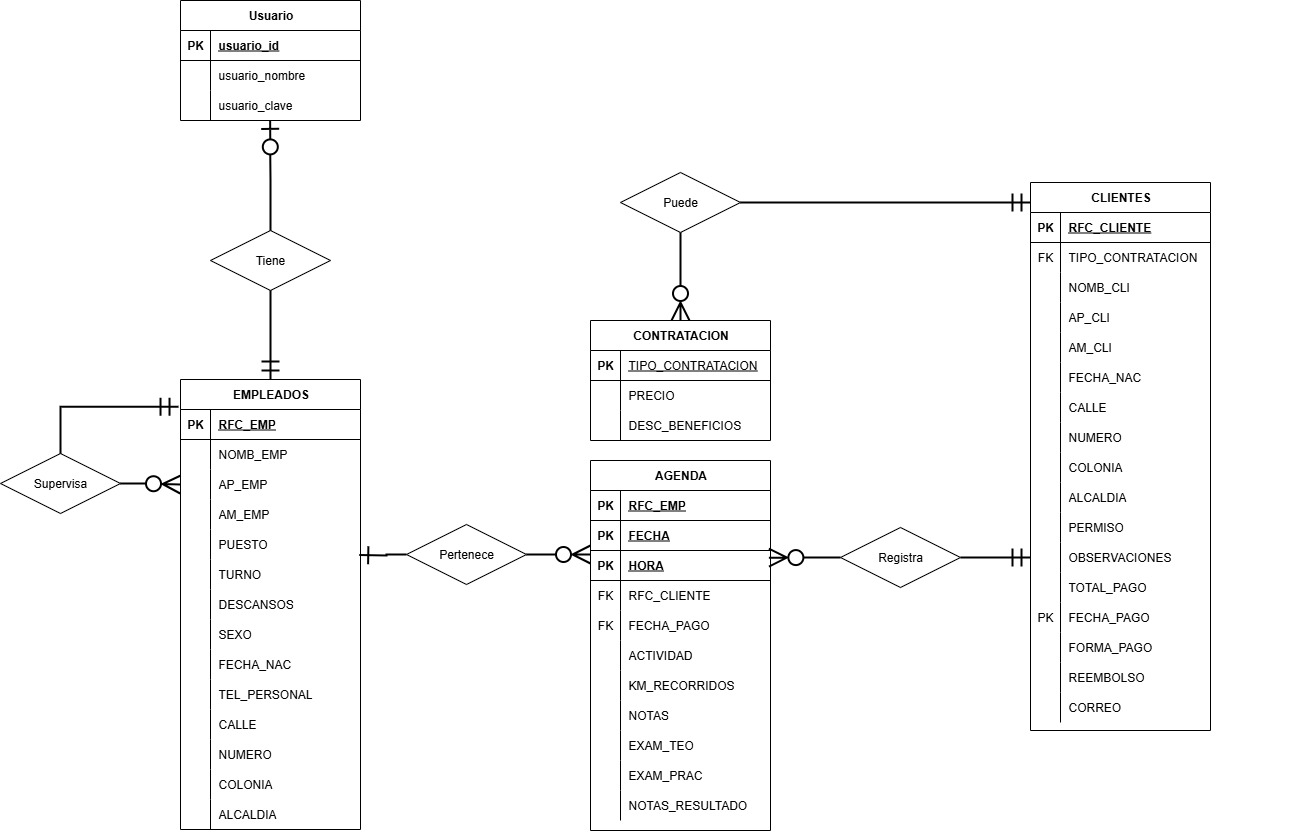 Usuario
PK usuario_id
usuario_nombre
usuario_clave
Tiene
EMPLEADOS
PK RFC_EMP
NOMB_EMP
AP_EMP
AM_EMP
PUESTO
TURNO
DESCANSOS
SEXO
FECHA_NAC
TEL_PERSONAL
CALLE
NUMERO
COLONIA
ALCALDIA
Supervisa
Pertenece
Puede
CONTRATACION
PK TIPO_CONTRATACION
PRECIO
DESC_BENEFICIOS
AGENDA
PK RFC_EMP
PK FECHA
PK HORA
FK RFC_CLIENTE
FK FECHA_PAGO
ACTIVIDAD
KM_RECORRIDOS
NOTAS
EXAM_TEO
EXAM_PRAC
NOTAS_RESULTADO
Registra
CLIENTES
PK RFC_CLIENTE
FK TIPO_CONTRATACION
NOMB_CLI
AP_CLI
AM_CLI
FECHA_NAC
CALLE
NUMERO
COLONIA
ALCALDIA
PERMISO
OBSERVACIONES
TOTAL_PAGO
PK FECHA_PAGO
FORMA_PAGO
REEMBOLSO
CORREO